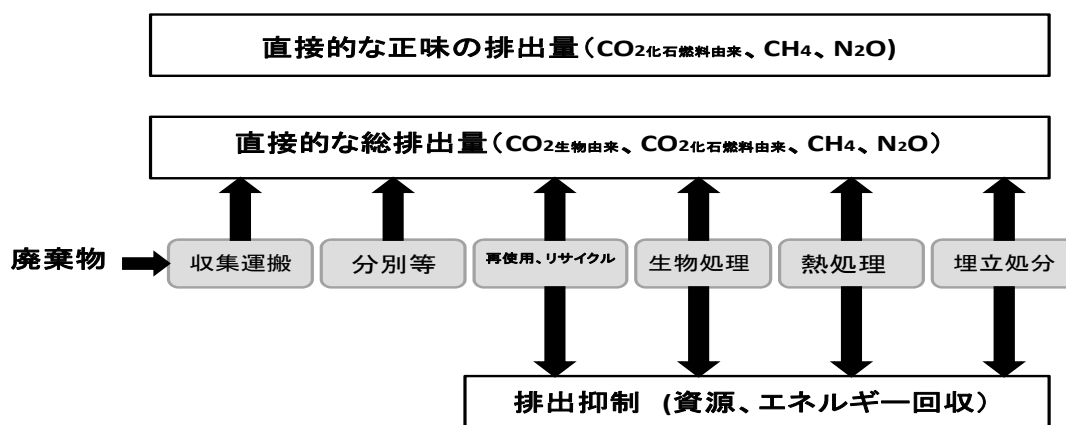 直接的な正味の排出量(CO2化石燃料由来、CH4、N2O)
直接的な総排出量(CO2生物由来、CO2化石燃料由来、CH4、N2O)
廃棄物
収集運搬
分別等
再使用、リサイクル
生物処理
熱処理
埋立処分
排出抑制 (資源、エネルギー回収)